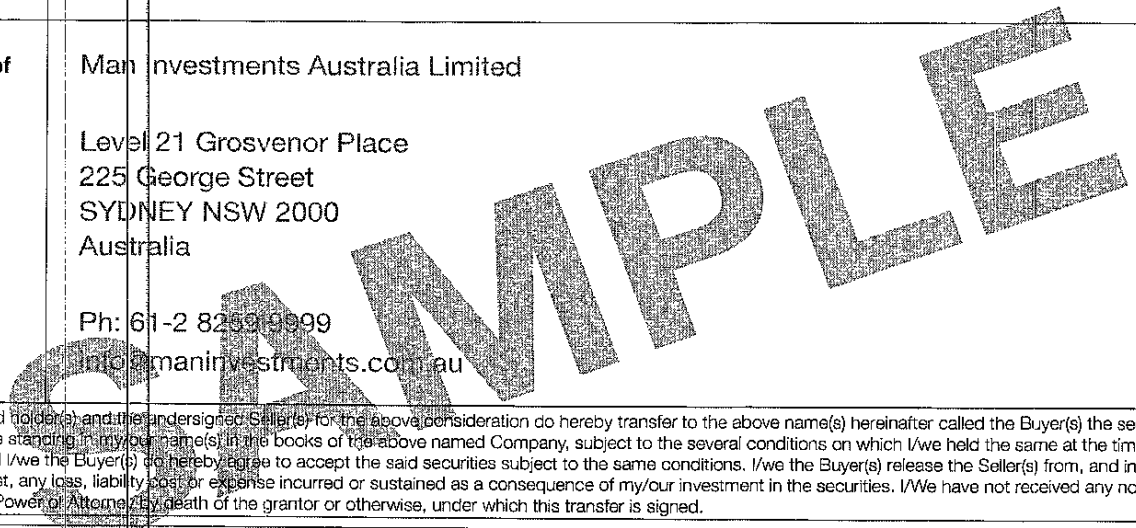 of Man Investments Australia Limited
Level 21 Grosvenor Place
225 George Street
SYDNEY NSW 2000
Australia
Ph: 61-2 8259 9999
info@maninvestments.com.au
SAMPLE
d holder(s) and the undersigned Seller(s) for the above consideration do hereby transfer to the above name(s) hereinafter called the Buyer(s) the se
standing in my/our name(s) in the books of the above named Company, subject to the several conditions on which I/we held the same at the tim
I/we the Buyer(s) do hereby agree to accept the said securities subject to the same conditions. I/we the Buyer(s) release the Seller(s) from, and in
st, any loss, liability cost or expense incurred or sustained as a consequence of my/our investment in the securities. I/We have not received any no
Power of Attorney by death of the grantor or otherwise, under which this transfer is signed.